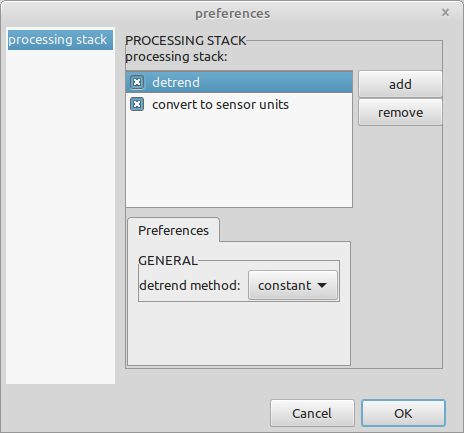 preferences
processing stack
PROCESSING STACK
processing stack:
detrend
convert to sensor units
add
remove
Preferences
GENERAL
detrend method: constant
Cancel OK